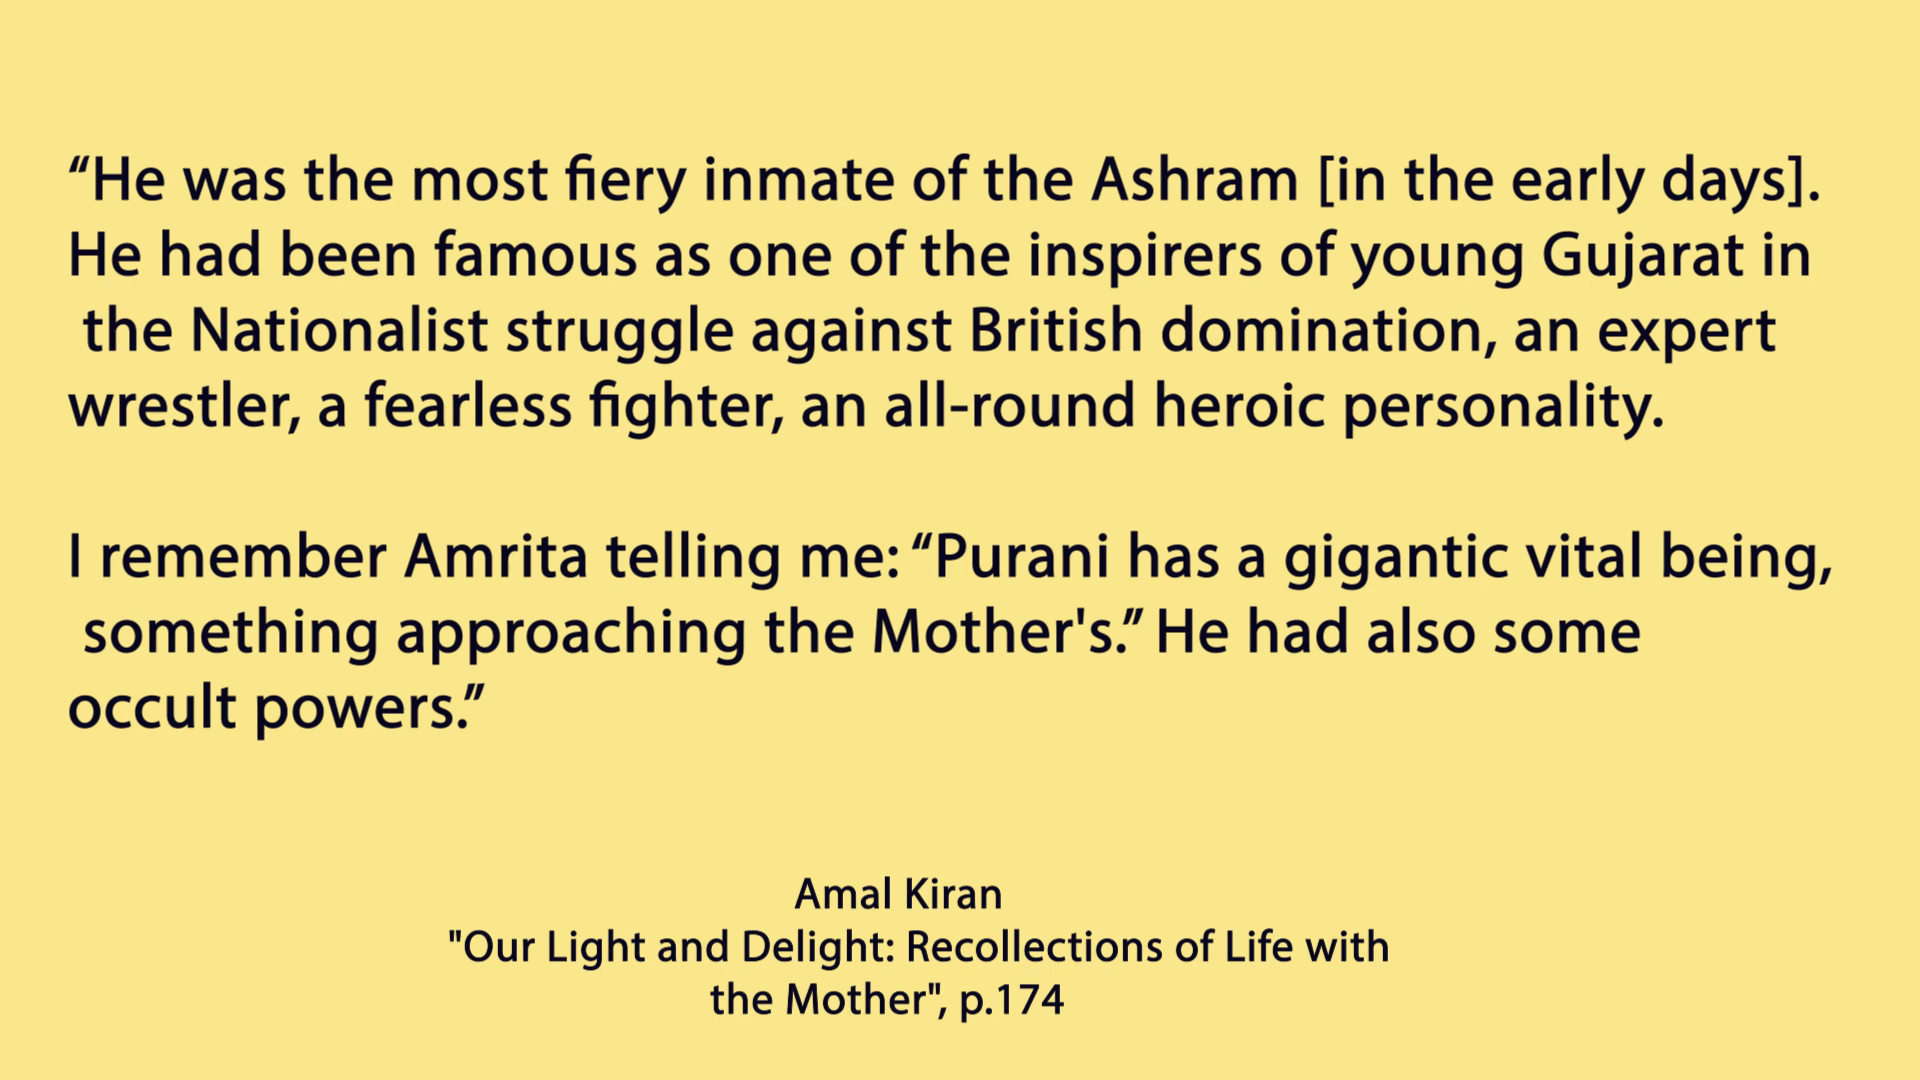 “He was the most fiery inmate of the Ashram [in the early days].
He had been famous as one of the inspirers of young Gujarat in
the Nationalist struggle against British domination, an expert
wrestler, a fearless fighter, an all-round heroic personality.
I remember Amrita telling me: “Purani has a gigantic vital being,
something approaching the Mother's.” He had also some
occult powers.”
Amal Kiran
"Our Light and Delight: Recollections of Life with
the Mother", p.174